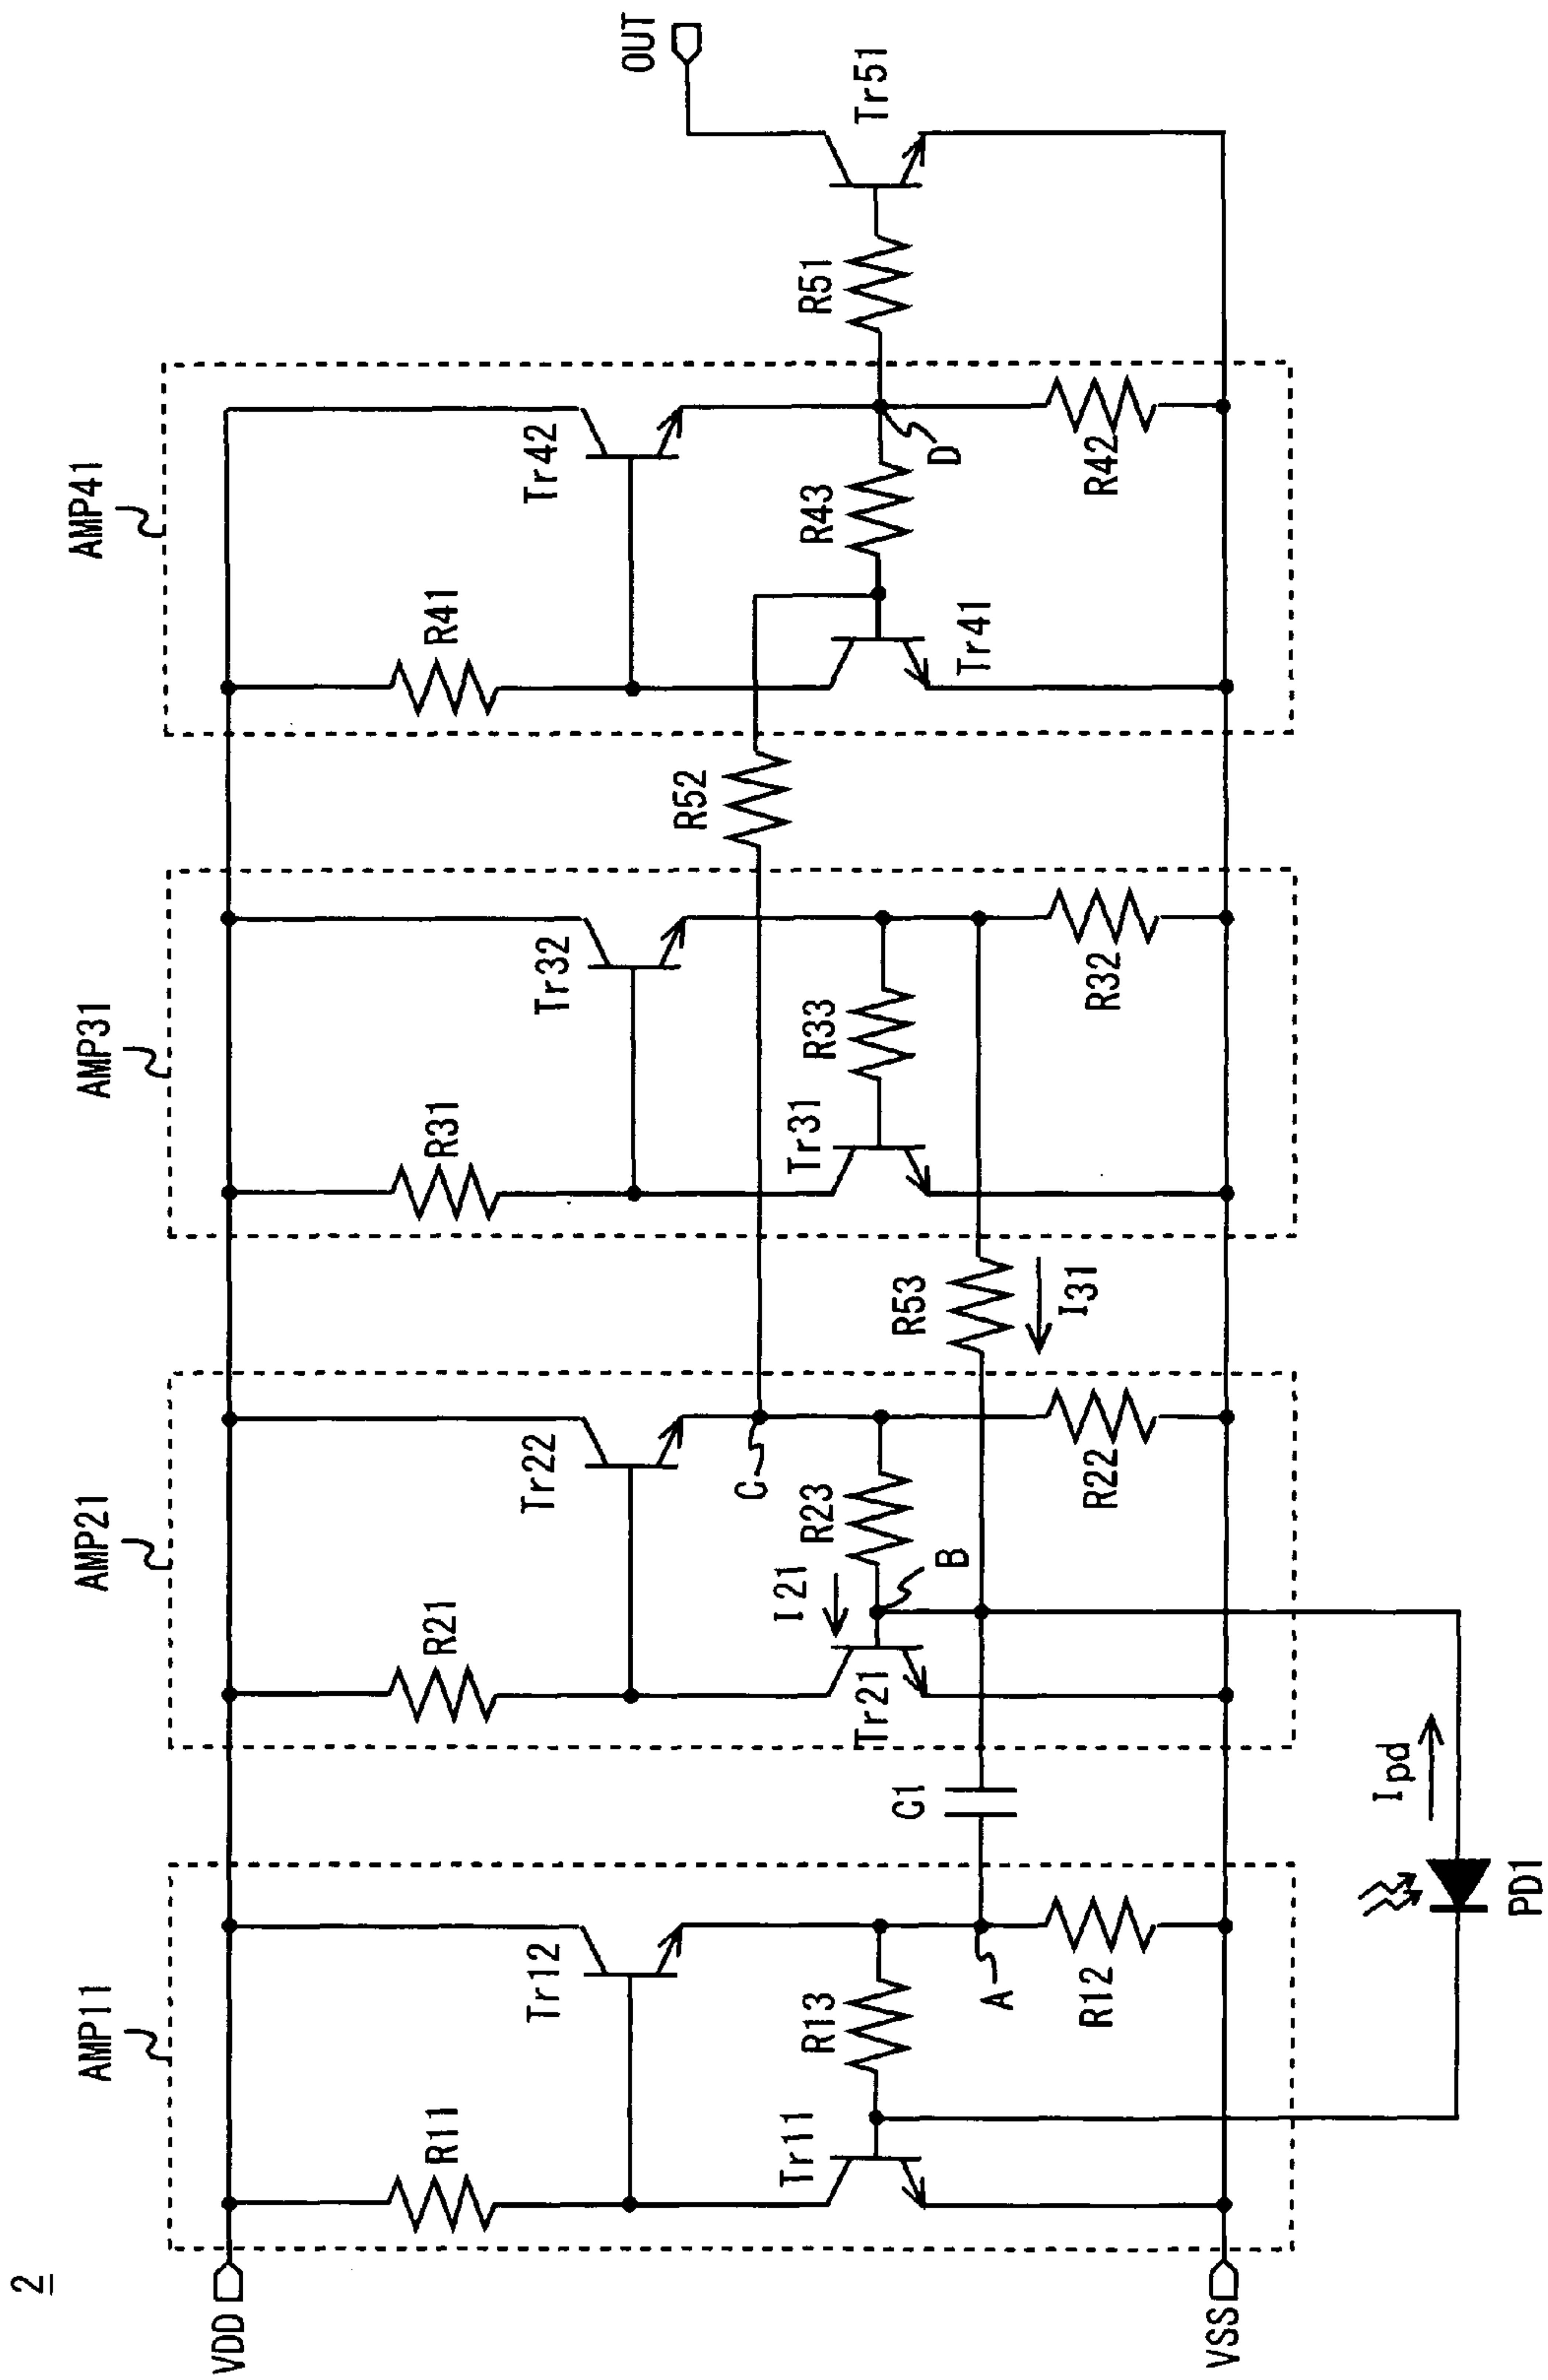 2
AMP11
AMP21
AMP31
AMP41
VDD
R11
R21
R31
R41
Tr12
Tr22
Tr32
Tr42
OUT
C
R52
Tr11
R13
I21
R23
Tr31
R33
R43
R51
Tr21
Tr41
Tr51
A
C1
B
R53
I31
D
R12
R22
R32
R42
VSS
Ipd
PD1